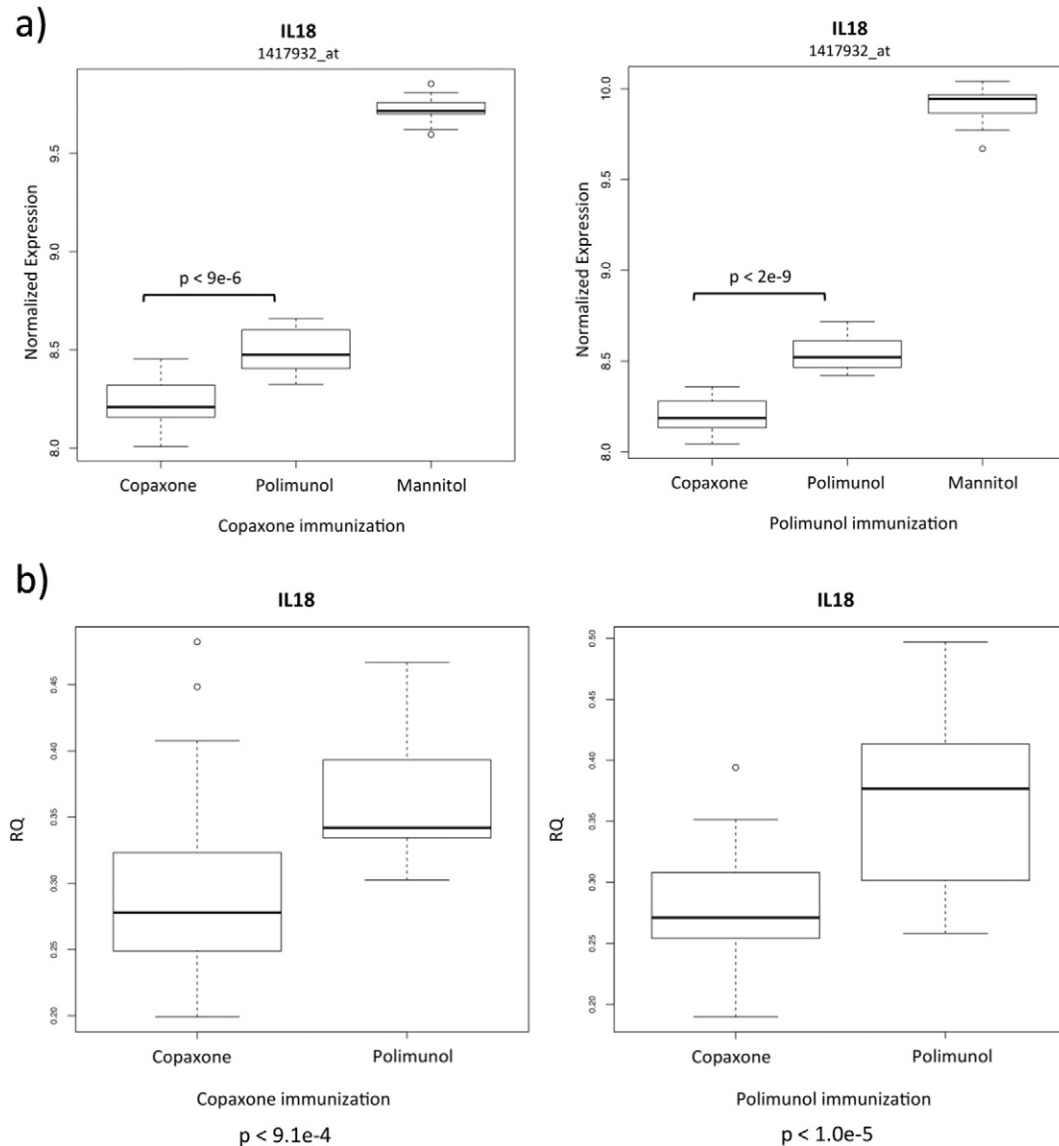 a)
IL18
1417932_at
Normalized Expression
9.5
9.0
8.5
8.0
p < 9e-6
Copaxone Polimunol Mannitol
Copaxone immunization
IL18
1417932_at
Normalized Expression
10.0
9.5
9.0
8.5
8.0
p < 2e-9
Copaxone Polimunol Mannitol
Polimunol immunization
b)
IL18
RQ
0.45
0.40
0.35
0.30
0.25
0.20
Copaxone Polimunol
Copaxone immunization
p < 9.1e-4
IL18
RQ
0.50
0.45
0.40
0.35
0.30
0.25
0.20
Copaxone Polimunol
Polimunol immunization
p < 1.0e-5